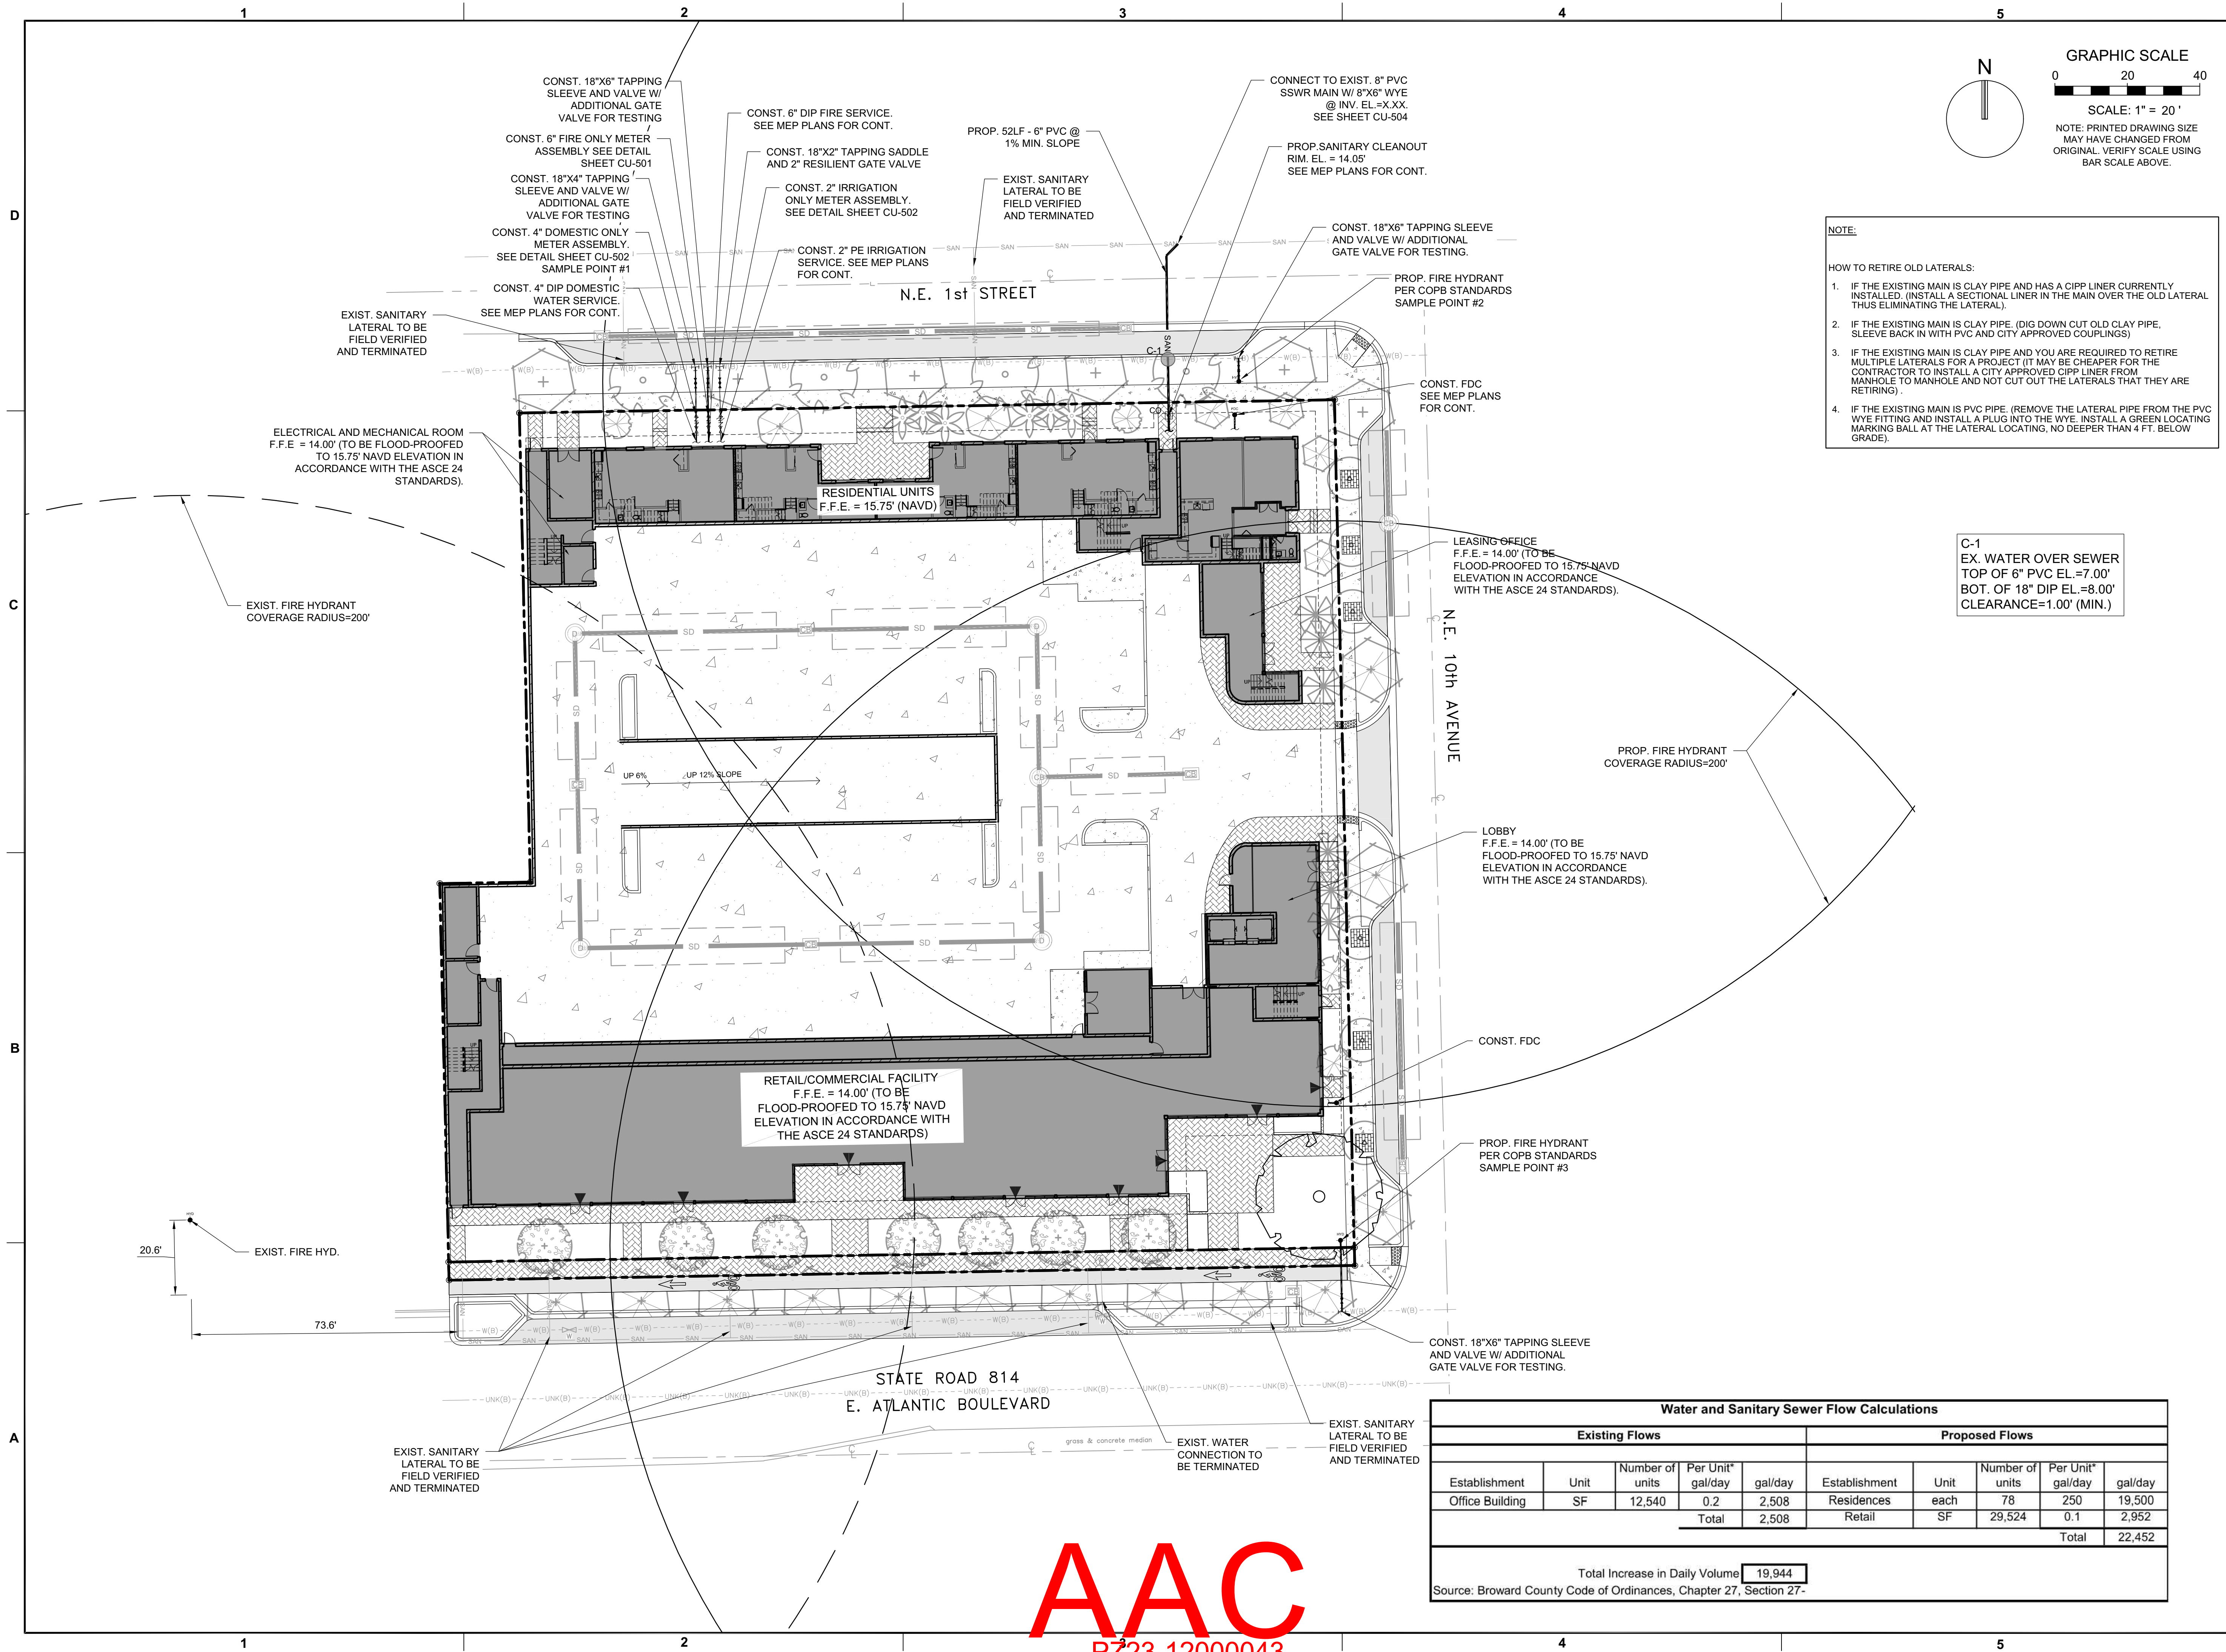 1
2
3
4
5
D
C
B
A
N
GRAPHIC SCALE
0 20 40
SCALE: 1" = 20 '
NOTE: PRINTED DRAWING SIZE
MAY HAVE CHANGED FROM
ORIGINAL. VERIFY SCALE USING
BAR SCALE ABOVE.
CONST. 18"X6" TAPPING
SLEEVE AND VALVE W/
ADDITIONAL GATE
VALVE FOR TESTING
CONST. 6" FIRE ONLY METER
ASSEMBLY SEE DETAIL
SHEET CU-501
CONST. 18"X4" TAPPING
SLEEVE AND VALVE W/
ADDITIONAL GATE
VALVE FOR TESTING
CONST. 4" DOMESTIC ONLY
METER ASSEMBLY.
SEE DETAIL SHEET CU-502
SAMPLE POINT #1
CONST. 4" DIP DOMESTIC
WATER SERVICE.
SEE MEP PLANS FOR CONT.
EXIST. SANITARY
LATERAL TO BE
FIELD VERIFIED
AND TERMINATED
CONST. 6" DIP FIRE SERVICE.
SEE MEP PLANS FOR CONT.
CONST. 18"X2" TAPPING SADDLE
AND 2" RESILIENT GATE VALVE
CONST. 2" IRRIGATION
ONLY METER ASSEMBLY.
SEE DETAIL SHEET CU-502
CONST. 2" PE IRRIGATION
SERVICE. SEE MEP PLANS
FOR CONT.
PROP. 52LF - 6" PVC @
1% MIN. SLOPE
EXIST. SANITARY
LATERAL TO BE
FIELD VERIFIED
AND TERMINATED
CONNECT TO EXIST. 8" PVC
SSWR MAIN W/ 8"X6" WYE
@ INV. EL.=X.XX.
SEE SHEET CU-504
PROP.SANITARY CLEANOUT
RIM. EL. = 14.05'
SEE MEP PLANS FOR CONT.
CONST. 18"X6" TAPPING SLEEVE
AND VALVE W/ ADDITIONAL
GATE VALVE FOR TESTING.
PROP. FIRE HYDRANT
PER COPB STANDARDS
SAMPLE POINT #2
CONST. FDC
SEE MEP PLANS
FOR CONT.
N.E. 1st STREET
C-1
CO
NOTE:
HOW TO RETIRE OLD LATERALS:
1. IF THE EXISTING MAIN IS CLAY PIPE AND HAS A CIPP LINER CURRENTLY
INSTALLED. (INSTALL A SECTIONAL LINER IN THE MAIN OVER THE OLD LATERAL
THUS ELIMINATING THE LATERAL).
2. IF THE EXISTING MAIN IS CLAY PIPE. (DIG DOWN CUT OLD CLAY PIPE,
SLEEVE BACK IN WITH PVC AND CITY APPROVED COUPLINGS)
3. IF THE EXISTING MAIN IS CLAY PIPE AND YOU ARE REQUIRED TO RETIRE
MULTIPLE LATERALS FOR A PROJECT (IT MAY BE CHEAPER FOR THE
CONTRACTOR TO INSTALL A CITY APPROVED CIPP LINER FROM
MANHOLE TO MANHOLE AND NOT CUT OUT THE LATERALS THAT THEY ARE
RETIRING) .
4. IF THE EXISTING MAIN IS PVC PIPE. (REMOVE THE LATERAL PIPE FROM THE PVC
WYE FITTING AND INSTALL A PLUG INTO THE WYE. INSTALL A GREEN LOCATING
MARKING BALL AT THE LATERAL LOCATING, NO DEEPER THAN 4 FT. BELOW
GRADE).
ELECTRICAL AND MECHANICAL ROOM
F.F.E = 14.00' (TO BE FLOOD-PROOFED
TO 15.75' NAVD ELEVATION IN
ACCORDANCE WITH THE ASCE 24
STANDARDS).
RESIDENTIAL UNITS
F.F.E. = 15.75' (NAVD)
EXIST. FIRE HYDRANT
COVERAGE RADIUS=200'
LEASING OFFICE
F.F.E. = 14.00' (TO BE
FLOOD-PROOFED TO 15.75' NAVD
ELEVATION IN ACCORDANCE
WITH THE ASCE 24 STANDARDS).
C-1
EX. WATER OVER SEWER
TOP OF 6" PVC EL.=7.00'
BOT. OF 18" DIP EL.=8.00'
CLEARANCE=1.00' (MIN.)
N.E. 10th AVENUE
UP 6%
UP 12% SLOPE
PROP. FIRE HYDRANT
COVERAGE RADIUS=200'
LOBBY
F.F.E. = 14.00' (TO BE
FLOOD-PROOFED TO 15.75' NAVD
ELEVATION IN ACCORDANCE
WITH THE ASCE 24 STANDARDS).
CONST. FDC
RETAIL/COMMERCIAL FACILITY
F.F.E. = 14.00' (TO BE
FLOOD-PROOFED TO 15.75' NAVD
ELEVATION IN ACCORDANCE WITH
THE ASCE 24 STANDARDS)
PROP. FIRE HYDRANT
PER COPB STANDARDS
SAMPLE POINT #3
20.6'
EXIST. FIRE HYD.
73.6'
CONST. 18"X6" TAPPING SLEEVE
AND VALVE W/ ADDITIONAL
GATE VALVE FOR TESTING.
STATE ROAD 814
E. ATLANTIC BOULEVARD
grass & concrete median
EXIST. SANITARY
LATERAL TO BE
FIELD VERIFIED
AND TERMINATED
EXIST. WATER
CONNECTION TO
BE TERMINATED
EXIST. SANITARY
LATERAL TO BE
FIELD VERIFIED
AND TERMINATED
Water and Sanitary Sewer Flow Calculations
Existing Flows Proposed Flows
Establishment Unit Number of units Per Unit* gal/day gal/day Establishment Unit Number of units Per Unit* gal/day gal/day
Office Building SF 12,540 0.2 2,508 Residences each 78 250 19,500
Total 2,508 Retail SF 29,524 0.1 2,952
Total 22,452
Total Increase in Daily Volume 19,944
Source: Broward County Code of Ordinances, Chapter 27, Section 27-
AAC
PZ23-12000043
1
2
3
4
5